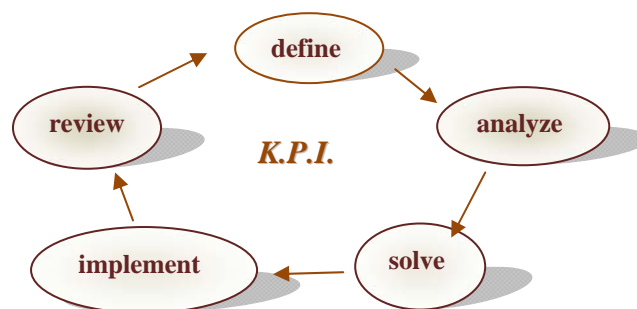 define
review
analyze
K.P.I.
implement
solve